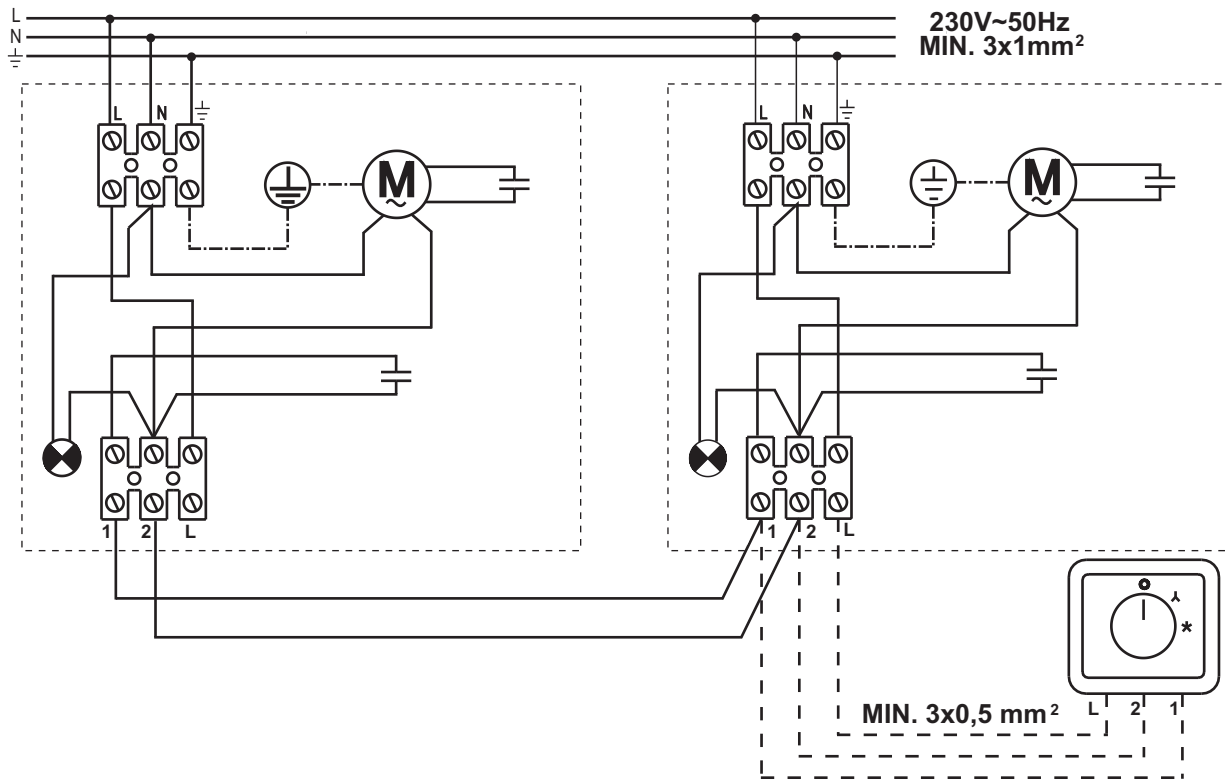 L
230V~50Hz
N
MIN. 3x1mm²
L N
L N
M
M
1 2 L
1 2 L
MIN. 3x0,5 mm²
L 2 1